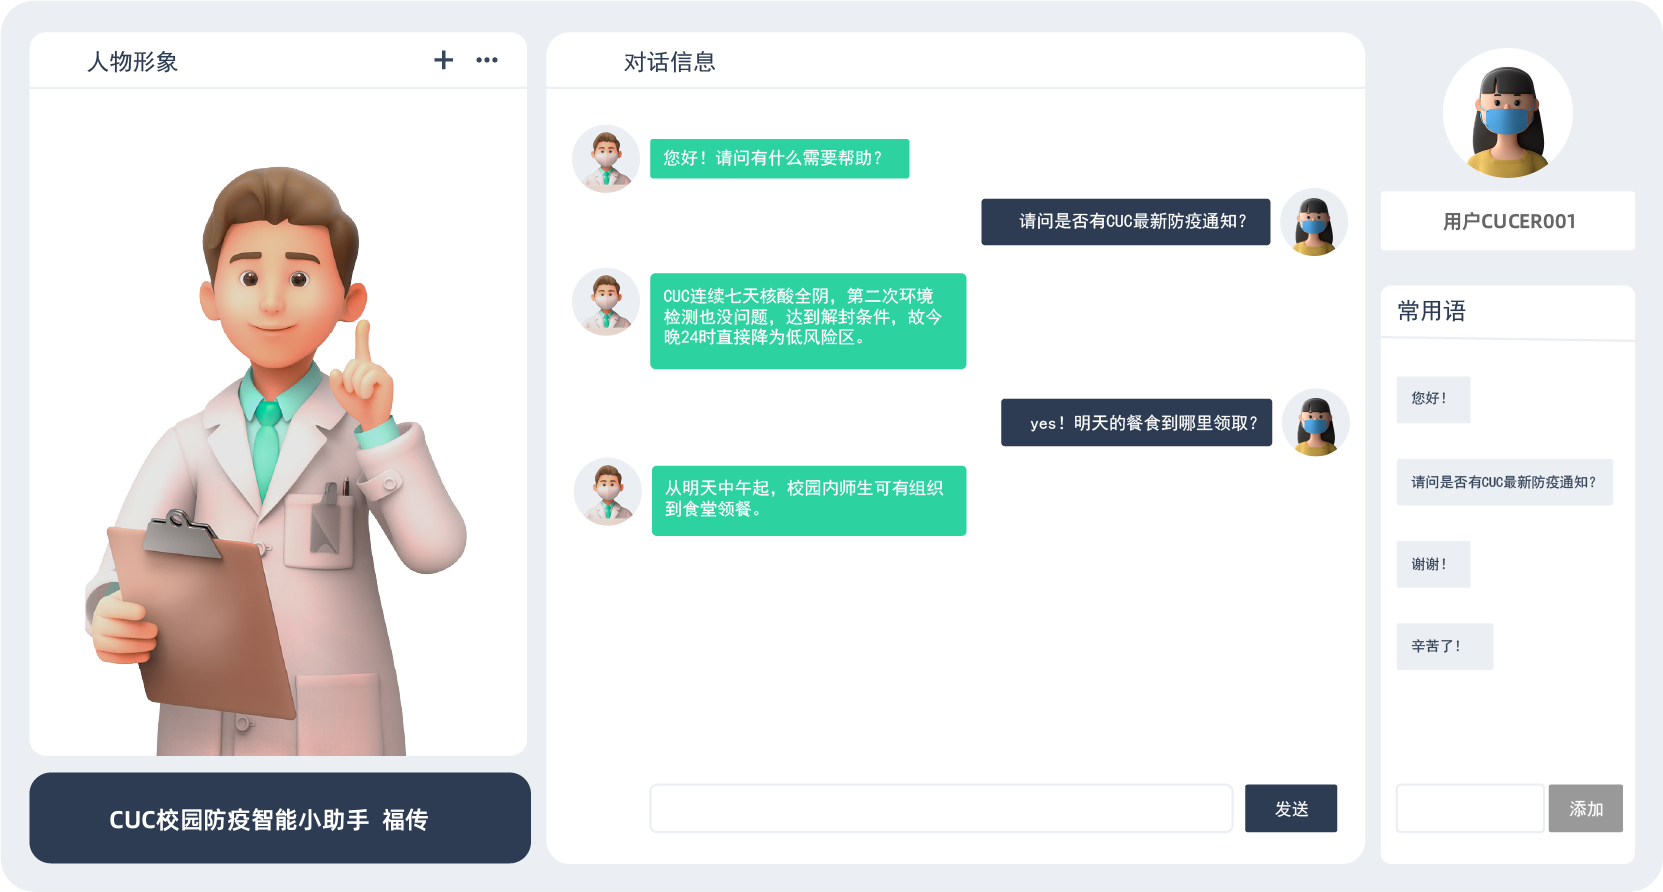 人物形象
对话信息
您好！请问有什么需要帮助？
请问是否有CUC最新防疫通知？
CUC连续七天核酸全阴，第二次环境
检测也没问题，达到解封条件，故今
晚24时直接降为低风险区。
yes！明天的餐食到哪里领取？
从明天中午起，校园内师生可有组织
到食堂领餐。
发送
CUC校园防疫智能小助手 福传
用户CUCER001
常用语
您好！
请问是否有CUC最新防疫通知？
谢谢！
辛苦了！
添加